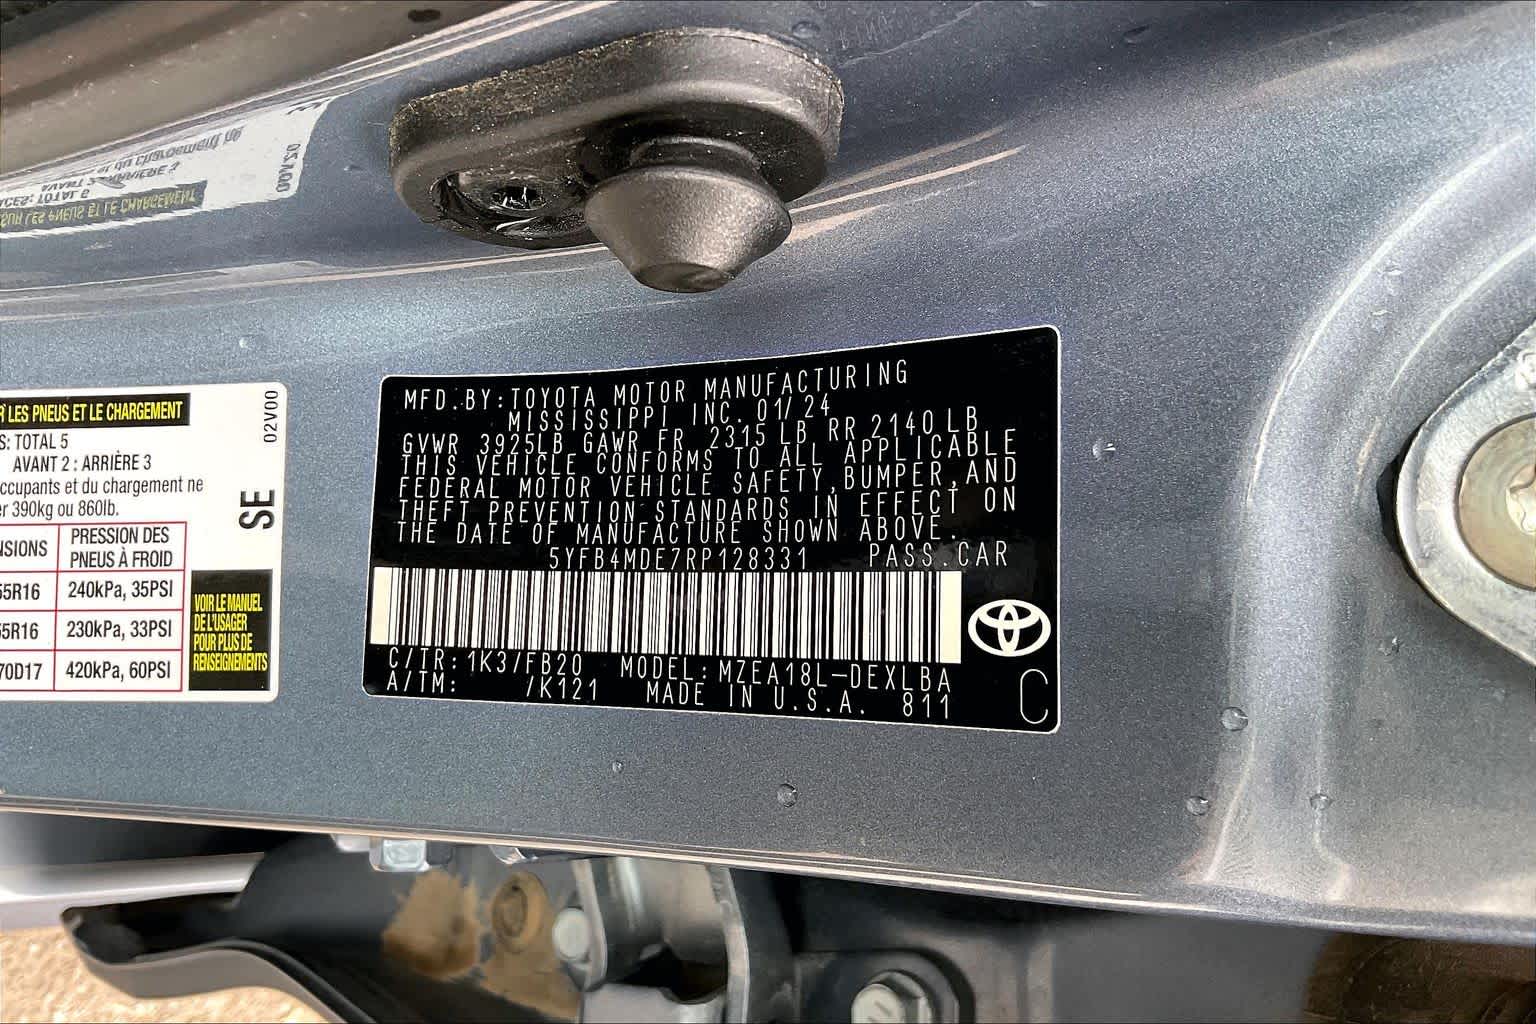 R LES PNEUS ET LE CHARGEMENT
S: TOTAL 5
AVANT 2 : ARRIÈRE 3
ccupants et du chargement ne
er 390kg ou 860lb.
NSIONS PRESSION DES
PNEUS À FROID
55R16 240kPa, 35PSI
55R16 230kPa, 33PSI
70D17 420kPa, 60PSI
02V00
SE
VOIR LE MANUEL
DE L'USAGER
POUR PLUS DE
RENSEIGNEMENTS
MFD.BY:TOYOTA MOTOR MANUFACTURING
MISSISSIPPI INC. 01/24
GVWR 3925LB GAWR FR 2315 LB RR 2140 LB
THIS VEHICLE CONFORMS TO ALL APPLICABLE
FEDERAL MOTOR VEHICLE SAFETY,BUMPER,AND
THEFT PREVENTION STANDARDS IN EFFECT ON
THE DATE OF MANUFACTURE SHOWN ABOVE.
5YFB4MDE7RP128331 PASS.CAR
C/TR:1K3/FB20 MODEL:MZEA18L-DEXLBA
A/TM: /K121 MADE IN U.S.A. 811
C